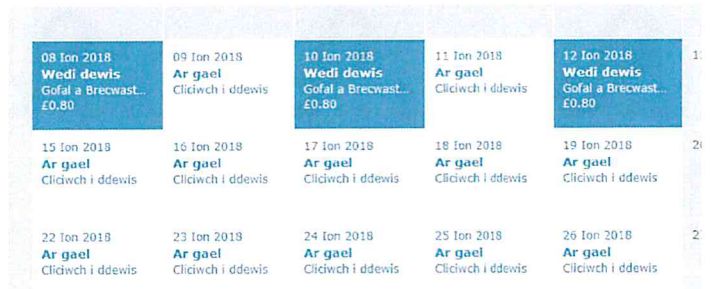 08 Ion 2018
Wedi dewis
Gofal a Brecwast...
£0.80
09 Ion 2018
Ar gael
Cliciwch i ddewis
10 Ion 2018
Wedi dewis
Gofal a Brecwast...
£0.80
11 Ion 2018
Ar gael
Cliciwch i ddewis
12 Ion 2018
Wedi dewis
Gofal a Brecwast...
£0.80
15 Ion 2018
Ar gael
Cliciwch i ddewis
16 Ion 2018
Ar gael
Cliciwch i ddewis
17 Ion 2018
Ar gael
Cliciwch i ddewis
18 Ion 2018
Ar gael
Cliciwch i ddewis
19 Ion 2018
Ar gael
Cliciwch i ddewis
22 Ion 2018
Ar gael
Cliciwch i ddewis
23 Ion 2018
Ar gael
Cliciwch i ddewis
24 Ion 2018
Ar gael
Cliciwch i ddewis
25 Ion 2018
Ar gael
Cliciwch i ddewis
26 Ion 2018
Ar gael
Cliciwch i ddewis